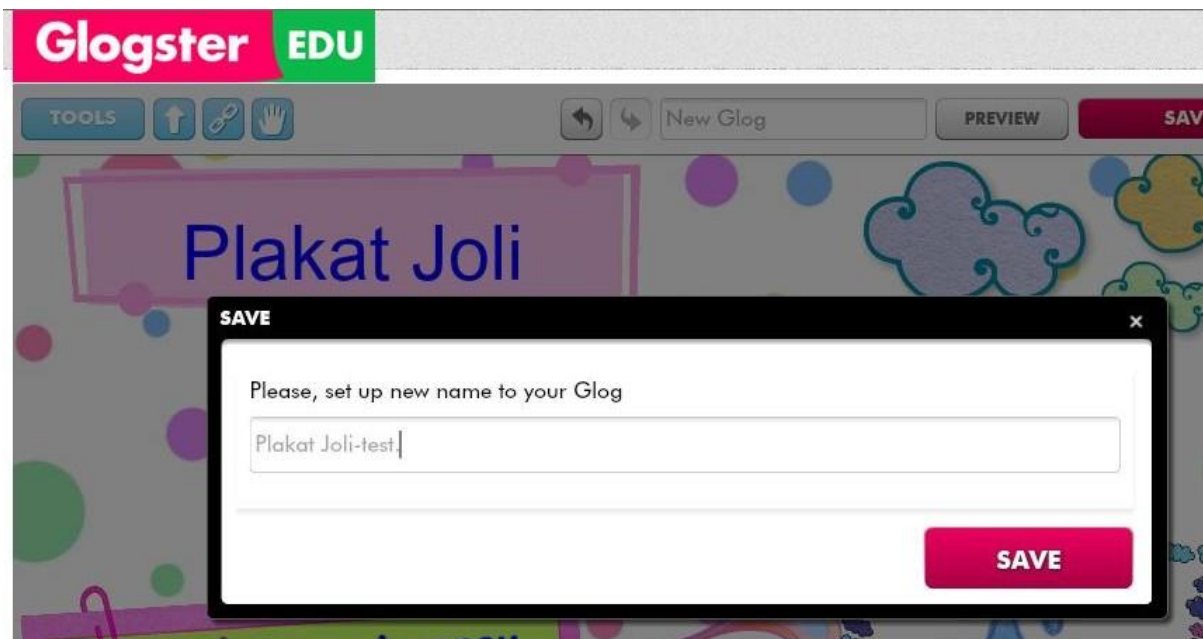 Glogster EDU
TOOLS New Glog PREVIEW SAV
Plakat Joli
SAVE ×
Please, set up new name to your Glog
Plakat Joli-test.
SAVE